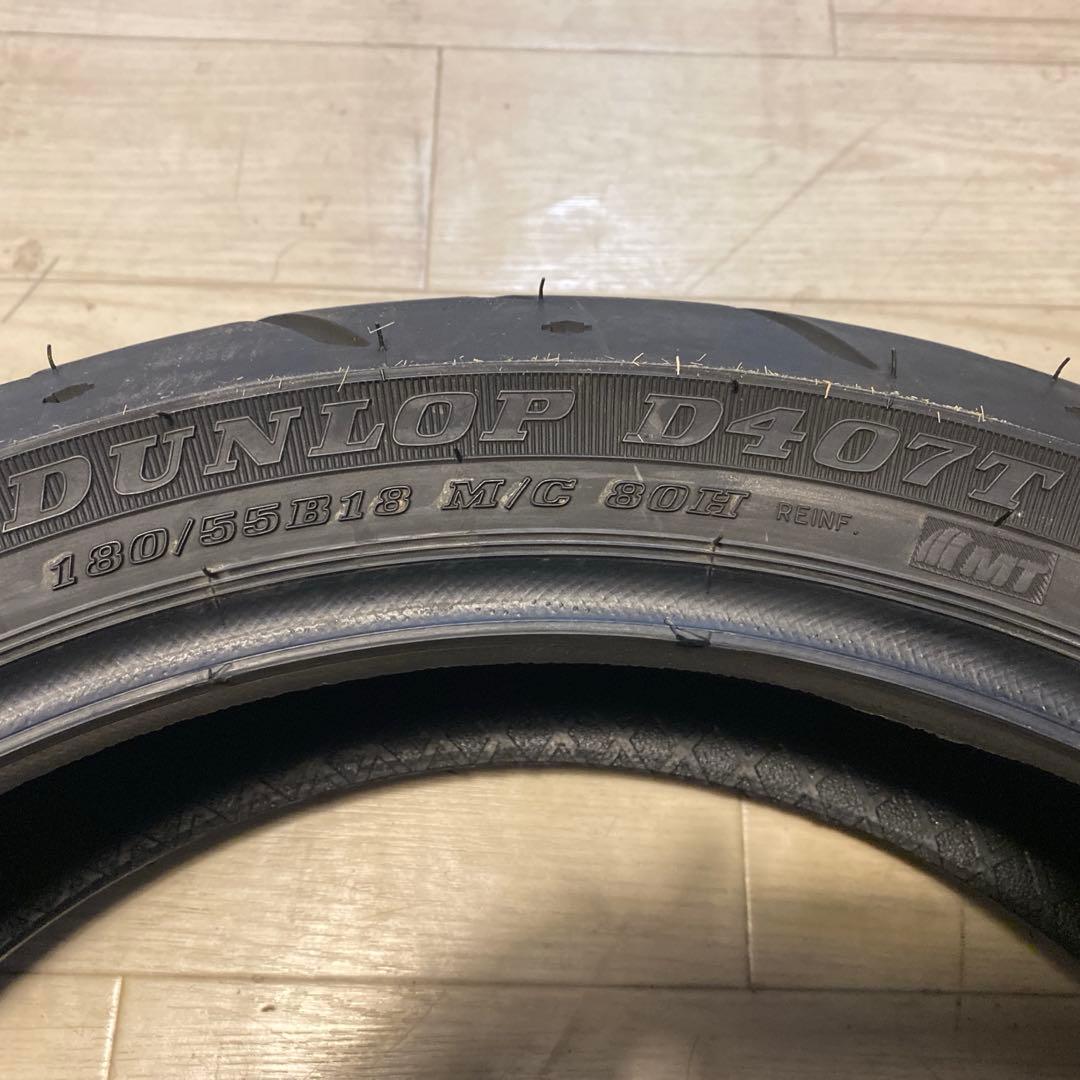 DUNLOP D407T
180/55B18 M/C 80H REINF.
MT